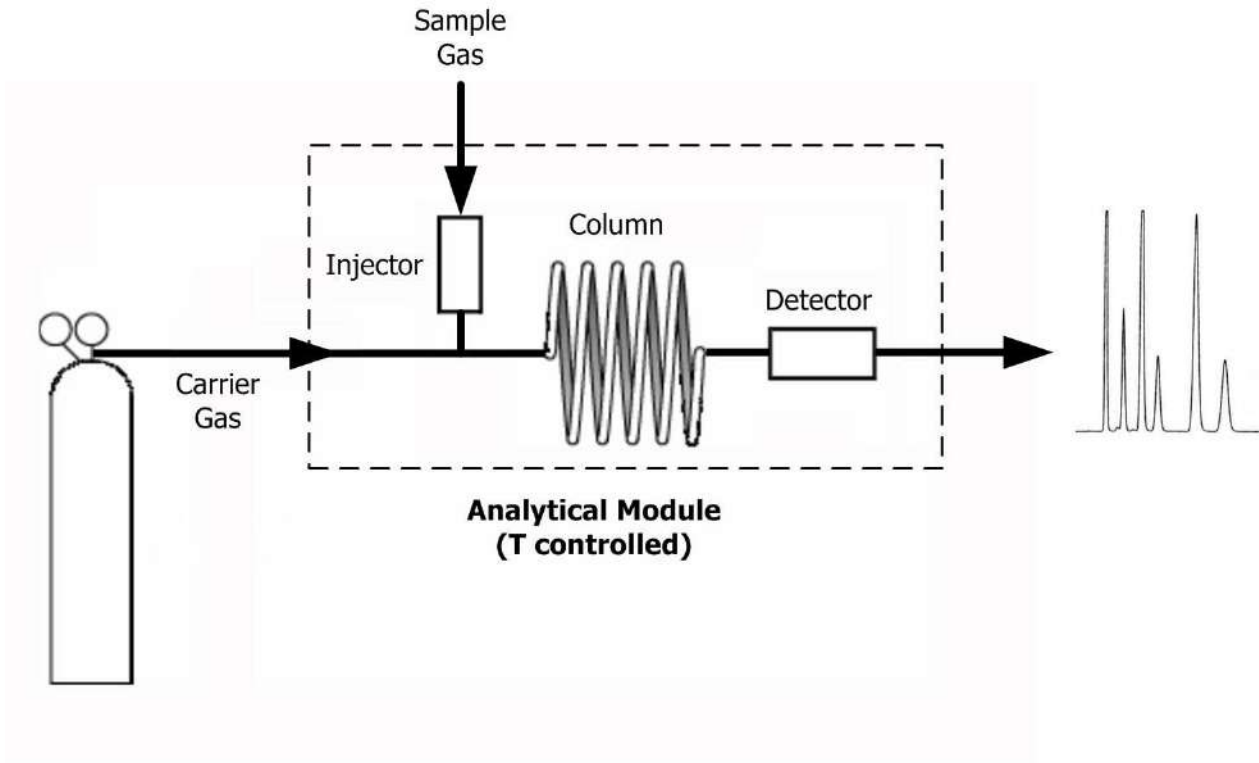 Sample
Gas
Column
Injector
Detector
Carrier
Gas
Analytical Module
(T controlled)